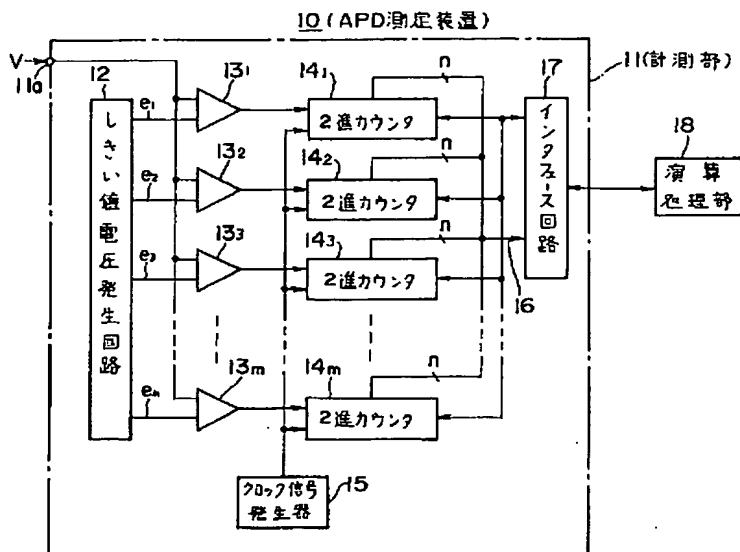 10 (APD測定装置)
V
11a
12
しきい値電圧発生回路
e1
e2
e3
em
13₁
13₂
13₃
13m
14₁
2進カウンタ
n
14₂
2進カウンタ
n
14₃
2進カウンタ
n
14m
2進カウンタ
n
クロック信号
発生器
15
16
17
インタフェース回路
11(計測部)
18
演算
処理部